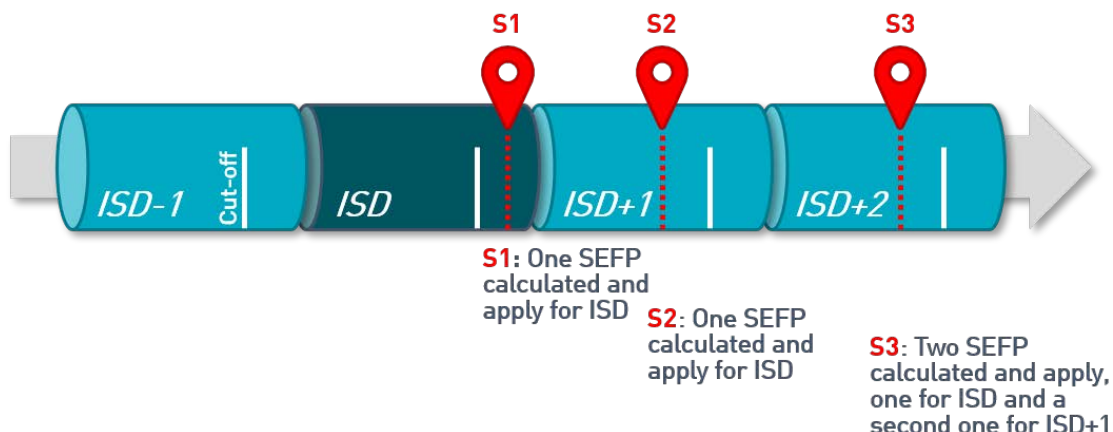 S1 S2 S3
ISD-1 Cut-off ISD ISD+1 ISD+2
S1: One SEFP
calculated and
apply for ISD
S2: One SEFP
calculated and
apply for ISD
S3: Two SEFP
calculated and apply,
one for ISD and a
second one for ISD+1